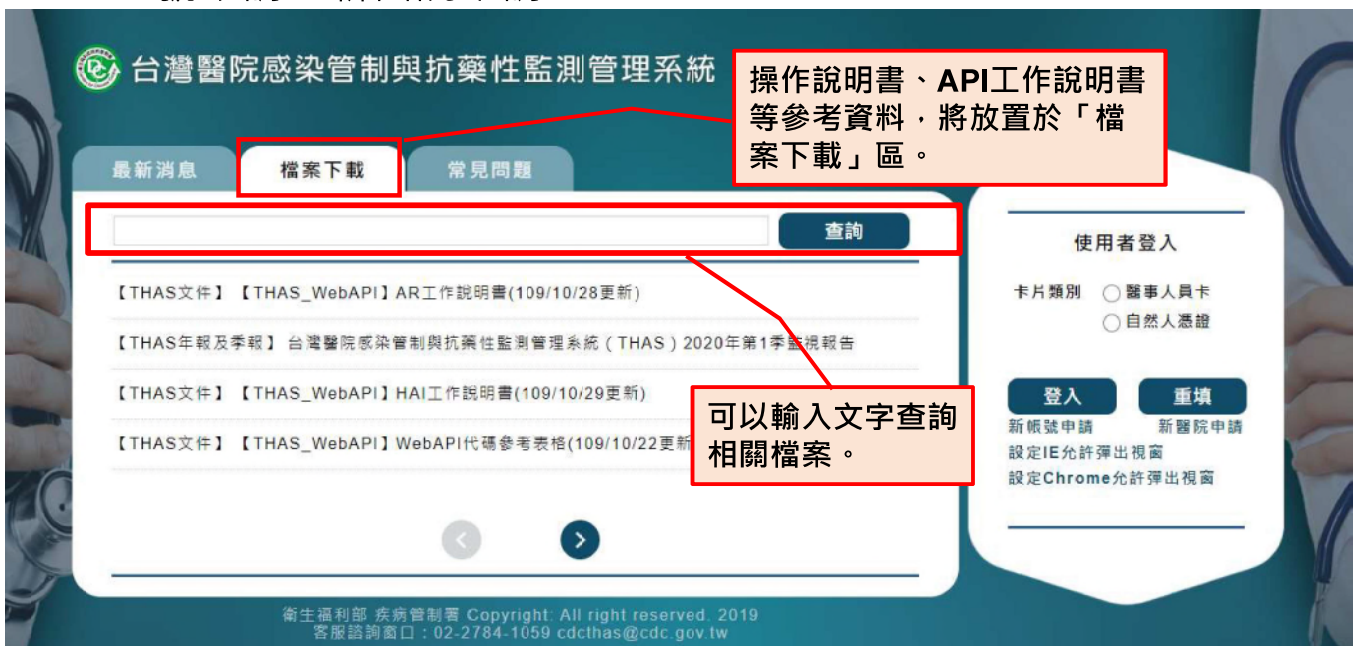 台灣醫院感染管制與抗藥性監測管理系統
操作說明書、API工作說明書
等參考資料，將放置於「檔
案下載」區。
最新消息
檔案下載
常見問題
查詢
【THAS文件】【THAS_WebAPI】AR工作說明書(109/10/28更新)
【THAS年報及季報】台灣醫院感染管制與抗藥性監測管理系統（THAS）2020年第1季監視報告
【THAS文件】【THAS_WebAPI】HAI工作說明書(109/10/29更新)
【THAS文件】【THAS_WebAPI】WebAPI代碼參考表格(109/10/22更新
可以輸入文字查詢
相關檔案。
使用者登入
卡片類別 醫事人員卡
自然人憑證
登入 重填
新帳號申請 新醫院申請
設定IE允許彈出視窗
設定Chrome允許彈出視窗
衛生福利部 疾病管制署 Copyright: All right reserved. 2019
客服諮詢窗口：02-2784-1059 cdcthas@cdc.gov.tw